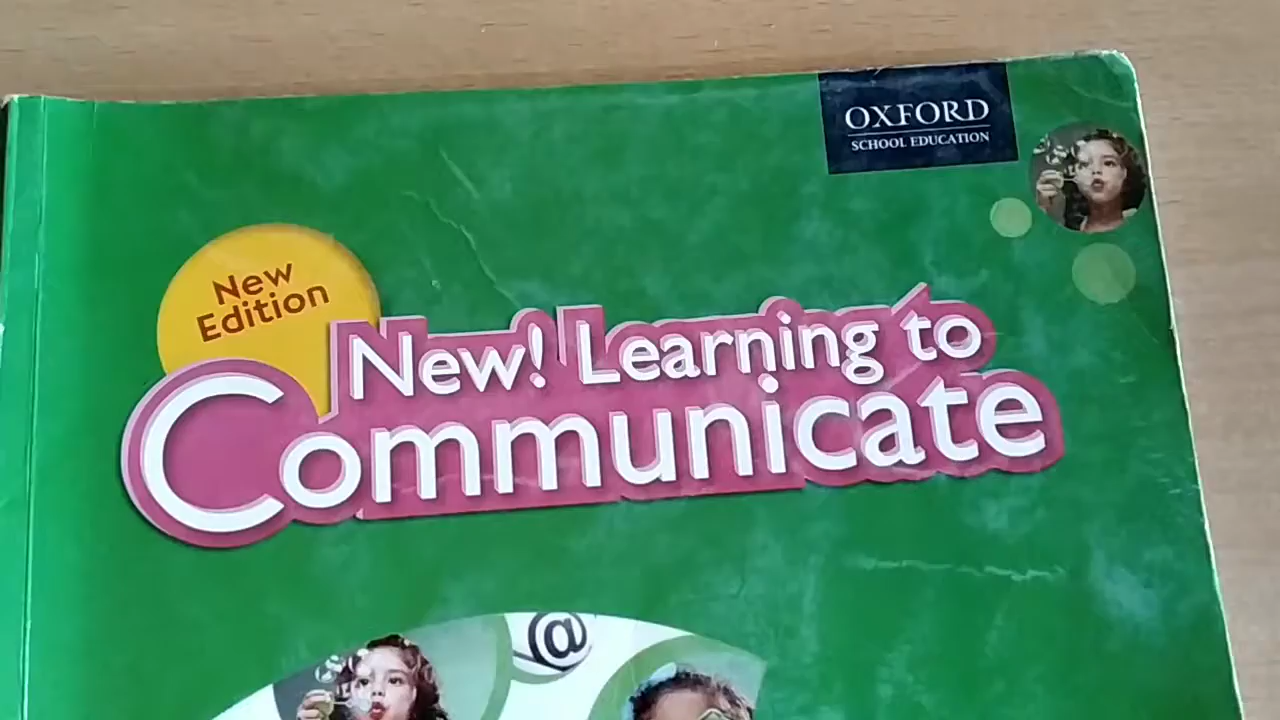 OXFORD
SCHOOL EDUCATION
New
Edition
New! Learning to
Communicate
@